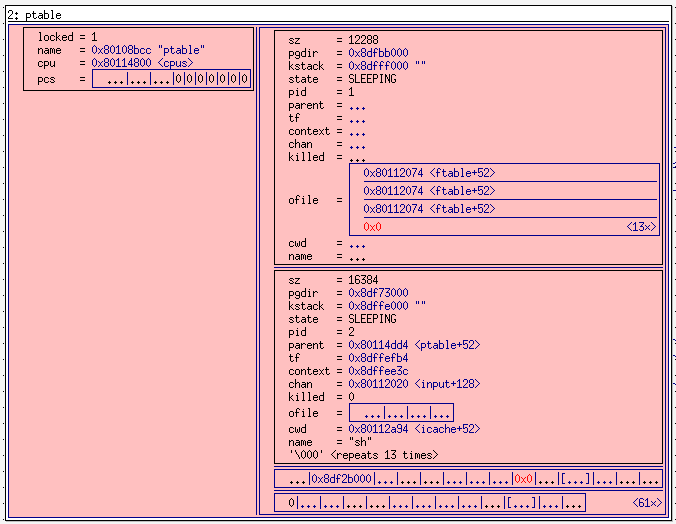 2: ptable
locked = 1
name = 0x80108bcc "ptable"
cpu = 0x80114800 <cpus>
pcs = ...|...|...|0|0|0|0|0|0|0
sz = 12288
pgdir = 0x8dfbb000
kstack = 0x8dfff000 ""
state = SLEEPING
pid = 1
parent = ...
tf = ...
context = ...
chan = ...
killed = ...
ofile =
0x80112074 <ftable+52>
0x80112074 <ftable+52>
0x80112074 <ftable+52>
0x0 <13×>
cwd = ...
name = ...
sz = 16384
pgdir = 0x8df73000
kstack = 0x8dffe000 ""
state = SLEEPING
pid = 2
parent = 0x80114dd4 <ptable+52>
tf = 0x8dffefb4
context = 0x8dffee3c
chan = 0x80112020 <input+128>
killed = 0
ofile = ...|...|...|...
cwd = 0x80112a94 <icache+52>
name = "sh"
'\000' <repeats 13 times>
...|0x8df2b000|...|...|...|...|...|...|0x0|...|[...]|...|...|...
0|...|...|...|...|...|...|...|...|...|[...]|...|... <61×>